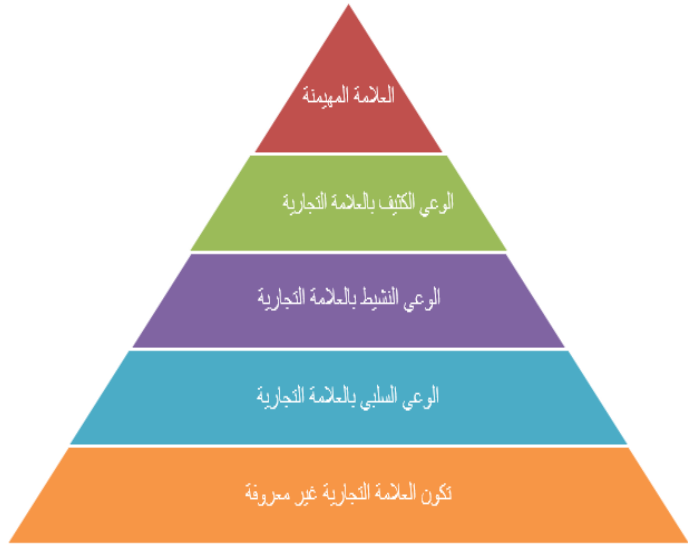 العلامة المهيمنة
الوعي الكثيف بالعلامة التجارية
الوعي النشيط بالعلامة التجارية
الوعي السلبي بالعلامة التجارية
تكون العلامة التجارية غير معروفة